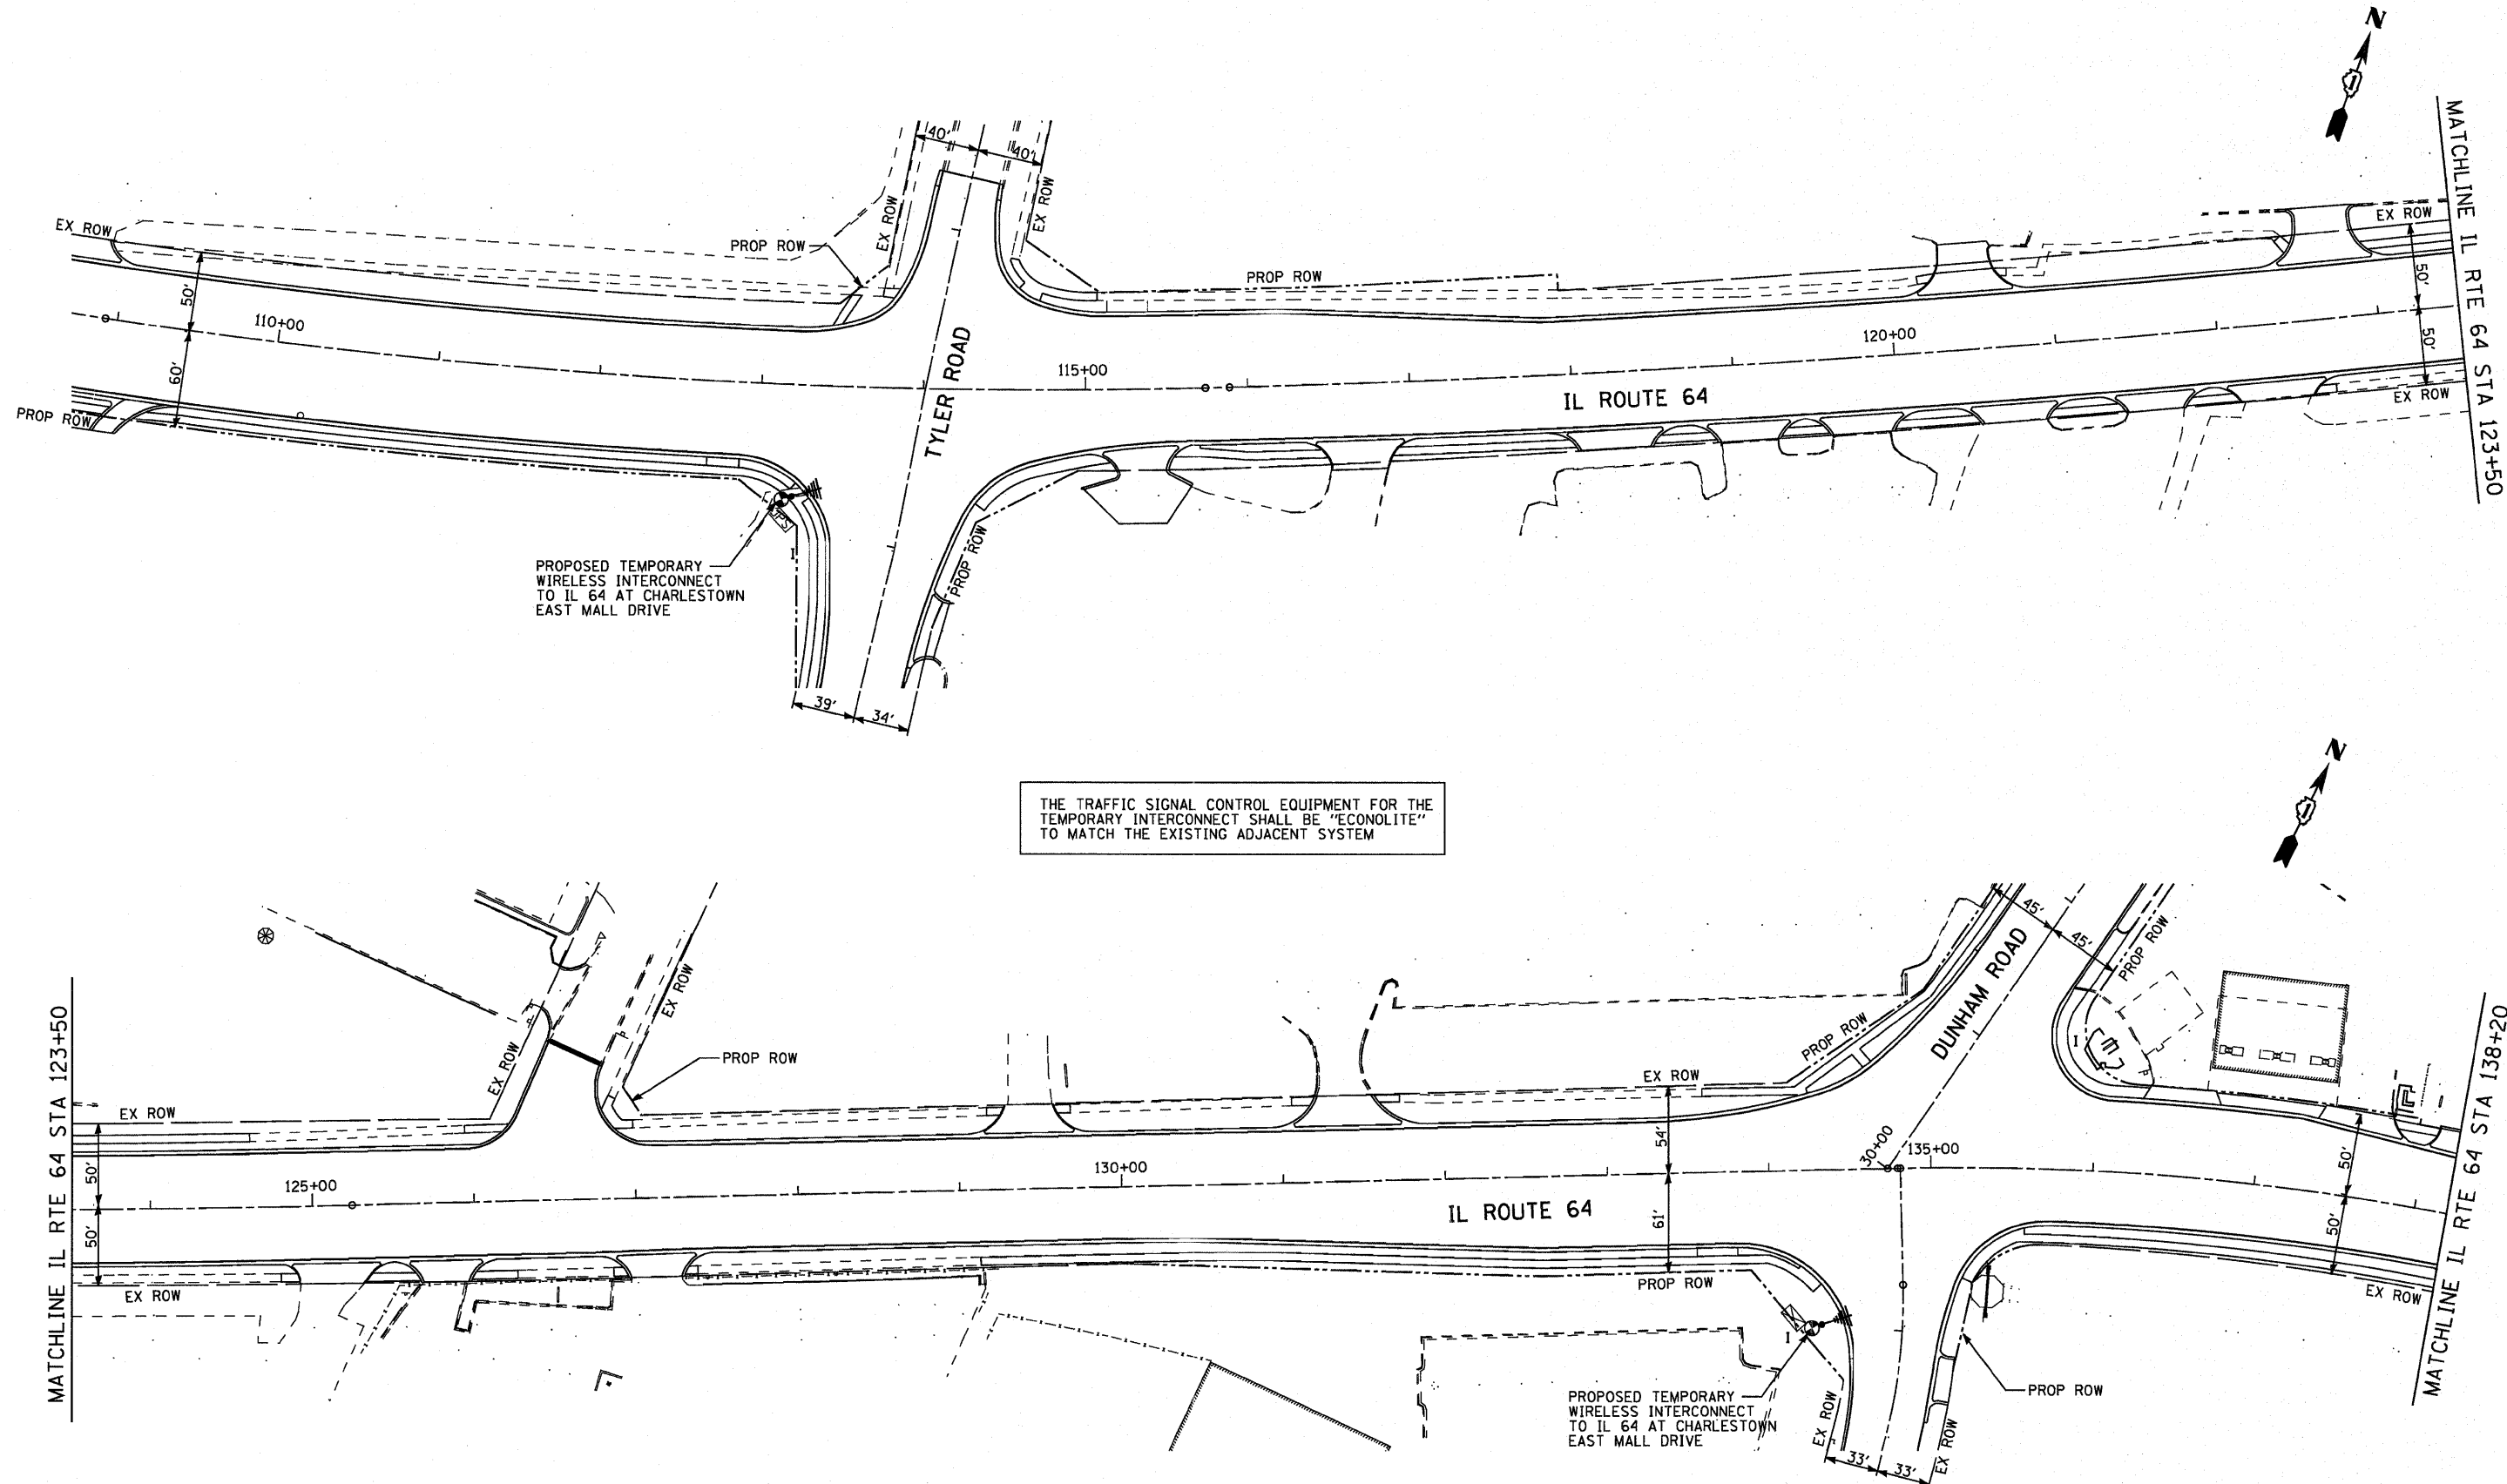 N
MATCHLINE IL RTE 64 STA 123+50
40'
40'
EX ROW
EX ROW
EX ROW
PROP ROW
PROP ROW
EX ROW
50'
50'
110+00
60'
TYLER ROAD
115+00
120+00
50'
IL ROUTE 64
EX ROW
PROP ROW
TPS
I
PROP ROW
PROPOSED TEMPORARY
WIRELESS INTERCONNECT
TO IL 64 AT CHARLESTOWN
EAST MALL DRIVE
39'
34'
N
THE TRAFFIC SIGNAL CONTROL EQUIPMENT FOR THE
TEMPORARY INTERCONNECT SHALL BE "ECONOLITE"
TO MATCH THE EXISTING ADJACENT SYSTEM
MATCHLINE IL RTE 64 STA 123+50
EX ROW
EX ROW
EX ROW
PROP ROW
45'
45'
DUNHAM ROAD
PROP ROW
PROP ROW
I
EX ROW
MATCHLINE IL RTE 64 STA 138+20
50'
50'
125+00
130+00
54'
61'
30+00
135+00
50'
50'
IL ROUTE 64
EX ROW
PROP ROW
EX ROW
I
PROPOSED TEMPORARY
WIRELESS INTERCONNECT
TO IL 64 AT CHARLESTOWN
EAST MALL DRIVE
PROP ROW
EX ROW
EX ROW
33'
33'